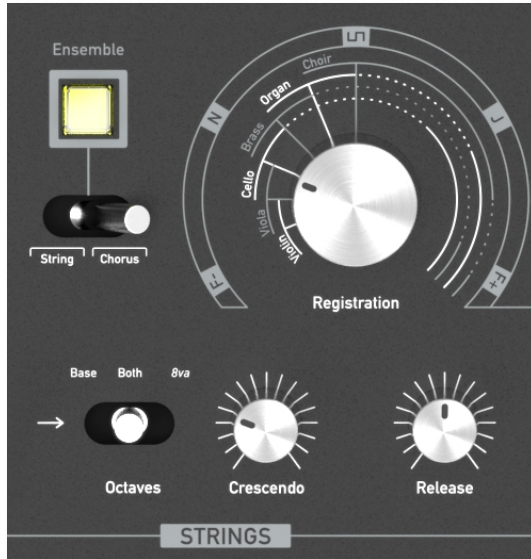 Ensemble
String Chorus
F-
N
J
F+
Violin
Viola
Cello
Brass
Organ
Choir
Registration
Base Both 8va
Octaves Crescendo Release
STRINGS